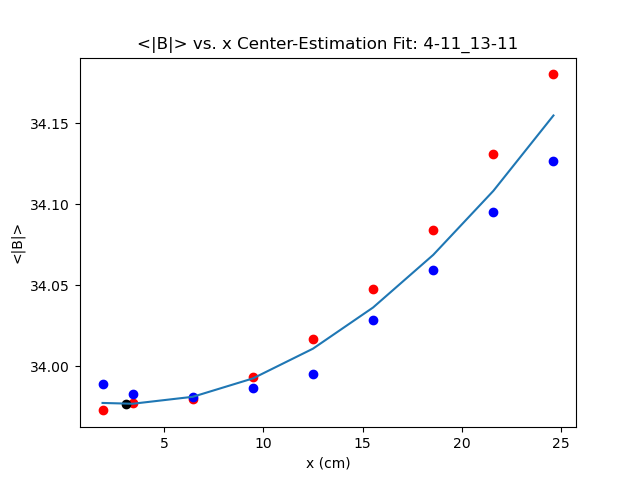 <|B|> vs. x Center-Estimation Fit: 4-11_13-11
34.15
34.10
34.05
34.00
<|B|>
5 10 15 20 25
x (cm)